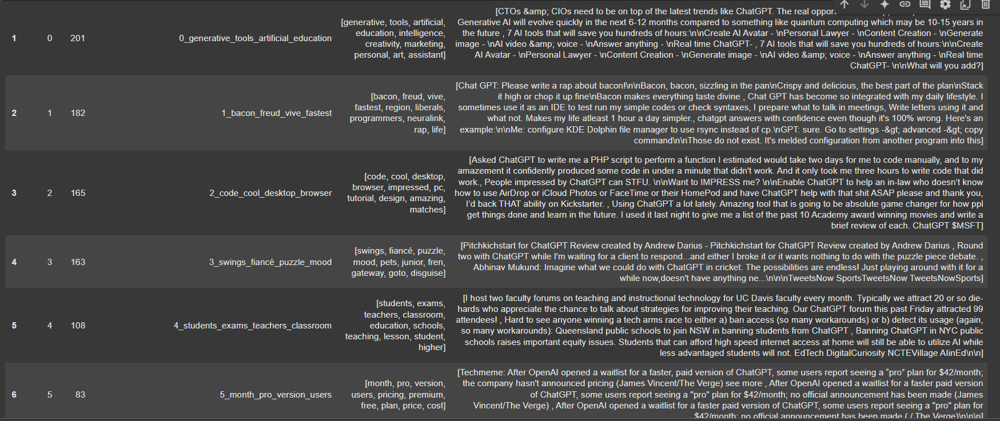 1 0 201 0_generative_tools_artificial_education
[generative, tools, artificial,
education, intelligence,
creativity, marketing,
personal, art, assistant]
[CTOs &amp; CIOs need to be on top of the latest trends like ChatGPT. The real
Generative AI will evolve quickly in the next 6-12 months compared to something like quantum computing which may be 10-15 years in
the future , 7 AI tools that will save you hundreds of hours:\n\nCreate AI Avatar - \nPersonal Lawyer - \nContent Creation - \nGenerate
image - \nAI video &amp; voice - \nAnswer anything - \nReal time ChatGPT- , 7 AI tools that will save you hundreds of hours:\n\nCreate
AI Avatar - \nPersonal Lawyer - \nContent Creation - \nGenerate image - \nAI video &amp; voice - \nAnswer anything - \nReal time
ChatGPT- \n\nWhat will you add?]
2 1 182 1_bacon_freud_vive_fastest
[bacon, freud, vive,
fastest, region, liberals,
programmers, neuralink,
rap, life]
[Chat GPT: Please write a rap about bacon!\n\nBacon, bacon, sizzling in the pan\nCrispy and delicious, the best part of the plan\nStack
it high or chop it up fine\nBacon makes everything taste divine , Chat GPT has become so integrated with my daily lifestyle. I
sometimes use it as an IDE to test run my simple codes or check syntaxes, I prepare what to talk in meetings, Write letters using it and
what not. Makes my life atleast 1 hour a day simpler., chatgpt answers with confidence even though it's 100% wrong. Here's an
example:\n\nMe: configure KDE Dolphin file manager to use rsync instead of cp.\nGPT: sure. Go to settings -&gt; advanced -&gt; copy
command\n\nThose do not exist. It's melded configuration from another program into this]
3 2 165 2_code_cool_desktop_browser
[code, cool, desktop,
browser, impressed, pc,
tutorial, design, amazing,
matches]
[Asked ChatGPT to write me a PHP script to perform a function I estimated would take two days for me to code manually, and to my
amazement it confidently produced some code in under a minute that didn't work. And it only took me three hours to write code that did
work., People impressed by ChatGPT can STFU. \n\nWant to IMPRESS me? \n\nEnable ChatGPT to help an in-law who doesn't know
how to use AirDrop or iCloud Photos or FaceTime or their HomePod and have ChatGPT help with that shit ASAP please and thank you,
I'd back THAT ability on Kickstarter. , Using ChatGPT a lot lately. Amazing tool that is going to be absolute game changer for how ppl
get things done and learn in the future. I used it last night to give me a list of the past 10 Academy award winning movies and write a
brief review of each. ChatGPT $MSFT]
4 3 163 3_swings_fiancé_puzzle_mood
[swings, fiancé, puzzle,
mood, pets, junior, fren,
gateway, goto, disguise]
[Pitchkichstart for ChatGPT Review created by Andrew Darius - Pitchkichstart for ChatGPT Review created by Andrew Darius , Round
two with ChatGPT while I'm waiting for a client to respond...and either I broke it or it wants nothing to do with the puzzle piece debate. ,
Abhinav Mukund: Imagine what we could do with ChatGPT in cricket. The possibilities are endless! Just playing around with it for a
while now,doesn't have anything ne...\n\n\n\nTweetsNow SportsTweetsNow TweetsNowSports]
5 4 108 4_students_exams_teachers_classroom
[students, exams,
teachers, classroom,
education, schools,
teaching, lesson, student,
higher]
[I host two faculty forums on teaching and instructional technology for UC Davis faculty every month. Typically we attract 20 or so die-
hards who appreciate the chance to talk about strategies for improving their teaching. Our ChatGPT forum this past Friday attracted 99
attendees! , Hard to see anyone winning a tech arms race to either a) ban access (so many workarounds) or b) detect its usage (again,
so many workarounds): Queensland public schools to join NSW in banning students from ChatGPT , Banning ChatGPT in NYC public
schools raises important equity issues. Students that can afford high speed internet access at home will still be able to utilize AI while
less advantaged students will not. EdTech DigitalCuriosity NCTEVillage AIinEd\n\n]
6 5 83 5_month_pro_version_users
[month, pro, version,
users, pricing, premium,
free, plan, price, cost]
[Techmeme: After OpenAI opened a waitlist for a faster, paid version of ChatGPT, some users report seeing a “pro” plan for $42/month;
the company hasn't announced pricing (James Vincent/The Verge) see more , After OpenAI opened a waitlist for a faster paid version
of ChatGPT, some users report seeing a "pro" plan for $42/month; no official announcement has been made (James
Vincent/The Verge) , After OpenAI opened a waitlist for a faster paid version of ChatGPT, some users report seeing a "pro" plan for
$42/month; no official announcement has been made ( / The Verge)\n\n\n]